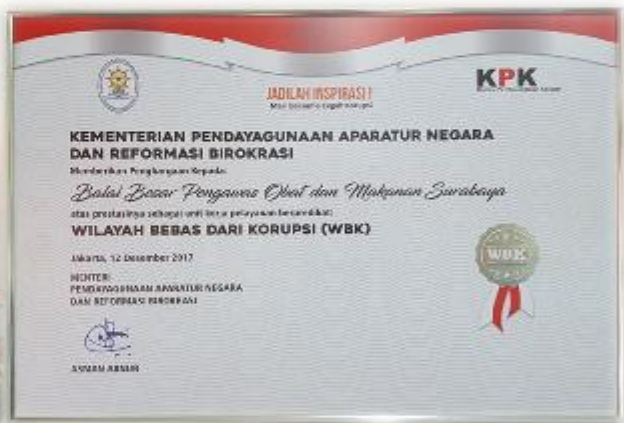 JADILAH INSPIRASI !
KPK
KEMENTERIAN PENDAYAGUNAAN APARATUR NEGARA
DAN REFORMASI BIROKRASI
Memberikan Penghargaan Kepada:
Balai Besar Pengawas Obat dan Makanan Surabaya
atas prestasinya sebagai unit kerja pelayanan berpredikat:
WILAYAH BEBAS DARI KORUPSI (WBK)
Jakarta, 12 Desember 2017
MENTERI
PENDAYAGUNAAN APARATUR NEGARA
DAN REFORMASI BIROKRASI
WBK
ASMAN ABNUR